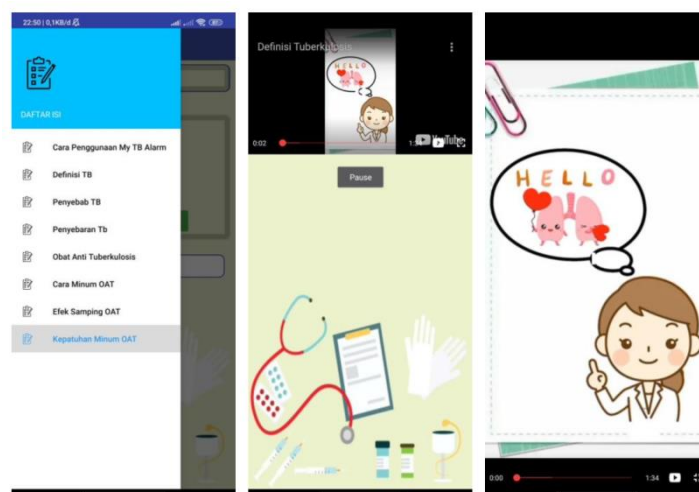 22:50 | 0,1KB/d
DAFTAR ISI
Cara Penggunaan My TB Alarm
Definisi TB
Penyebab TB
Penyebaran Tb
Obat Anti Tuberkulosis
Cara Minum OAT
Efek Samping OAT
Kepatuhan Minum OAT
Definisi Tuberkulosis
HELLO
0:02
YouTube
Pause
HELLO
0:00
1:34